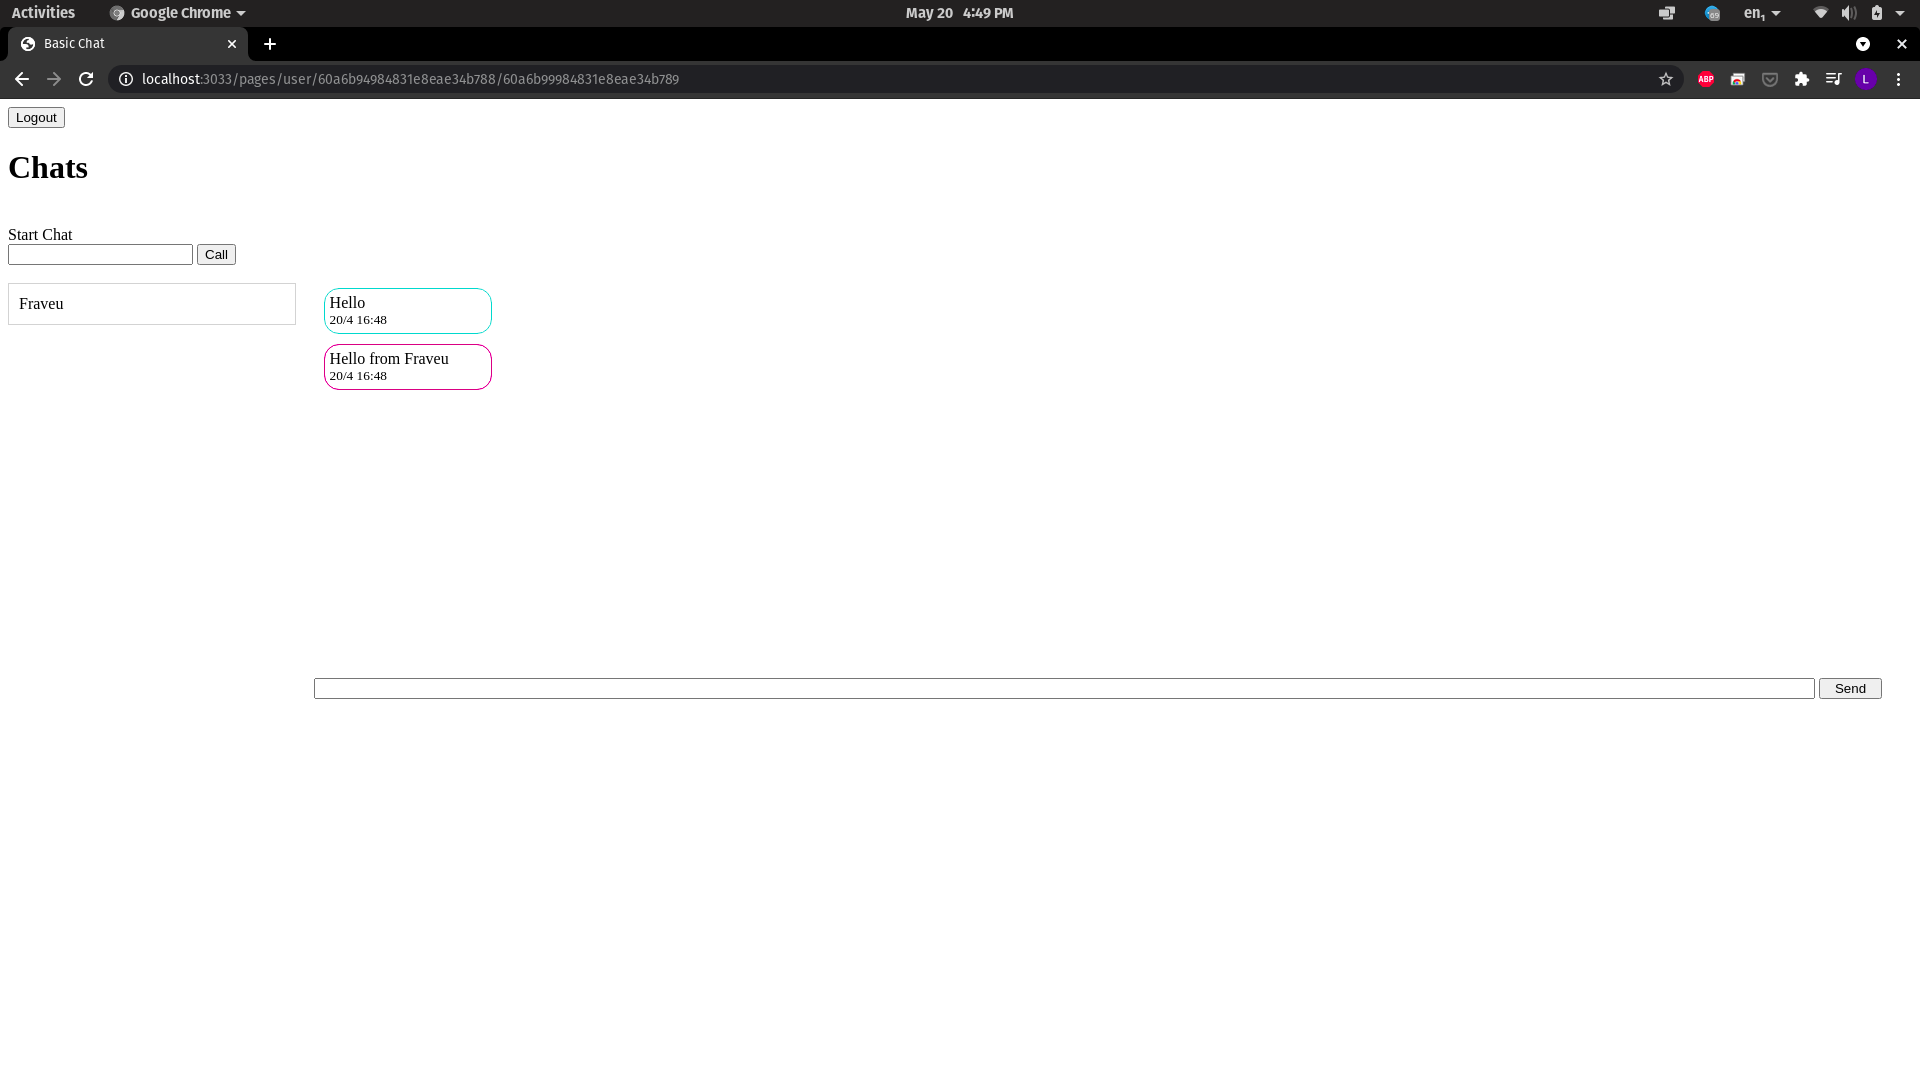 Activities Google Chrome May 20 4:49 PM en1
Basic Chat
localhost:3033/pages/user/60a6b94984831e8eae34b788/60a6b99984831e8eae34b789 ABP L
Logout
Chats
Start Chat
Call
Fraveu
Hello
20/4 16:48
Hello from Fraveu
20/4 16:48
Send